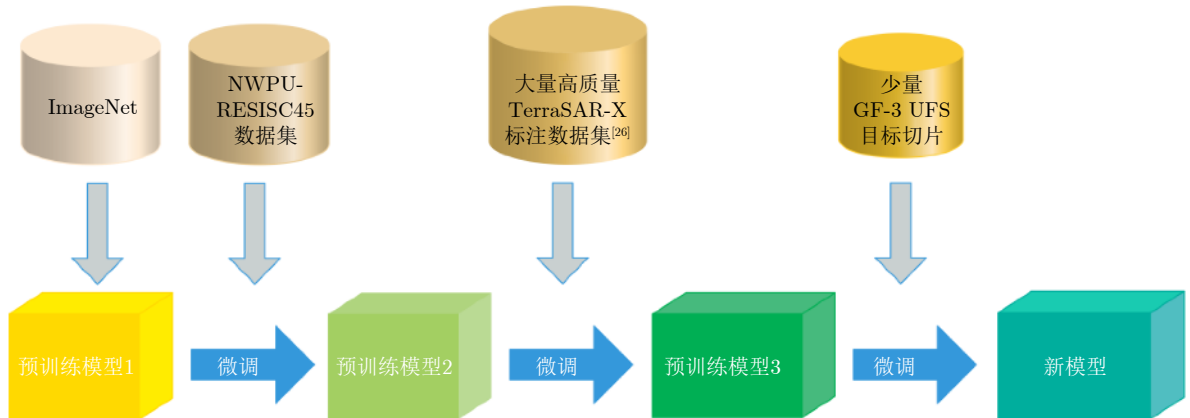 ImageNet
NWPU-
RESISC45
数据集
大量高质量
TerraSAR-X
标注数据集[26]
少量
GF-3 UFS
目标切片
预训练模型1
微调
预训练模型2
微调
预训练模型3
微调
新模型